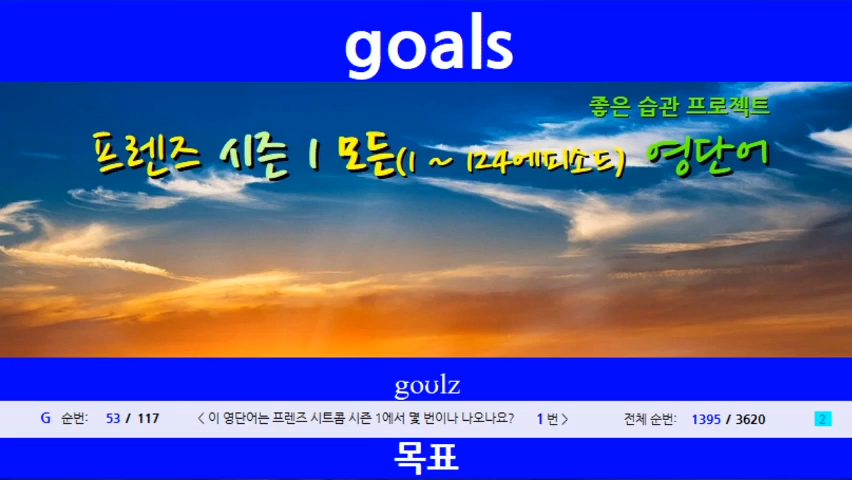 goals
좋은 습관 프로젝트
프렌즈 시즌 1 모든(1 ~ 124에피소드) 영단어
goʊlz
G 순번: 53 / 117 < 이 영단어는 프렌즈 시트콤 시즌 1에서 몇 번이나 나오나요? 1 번 > 전체 순번: 1395 / 3620 2
목표